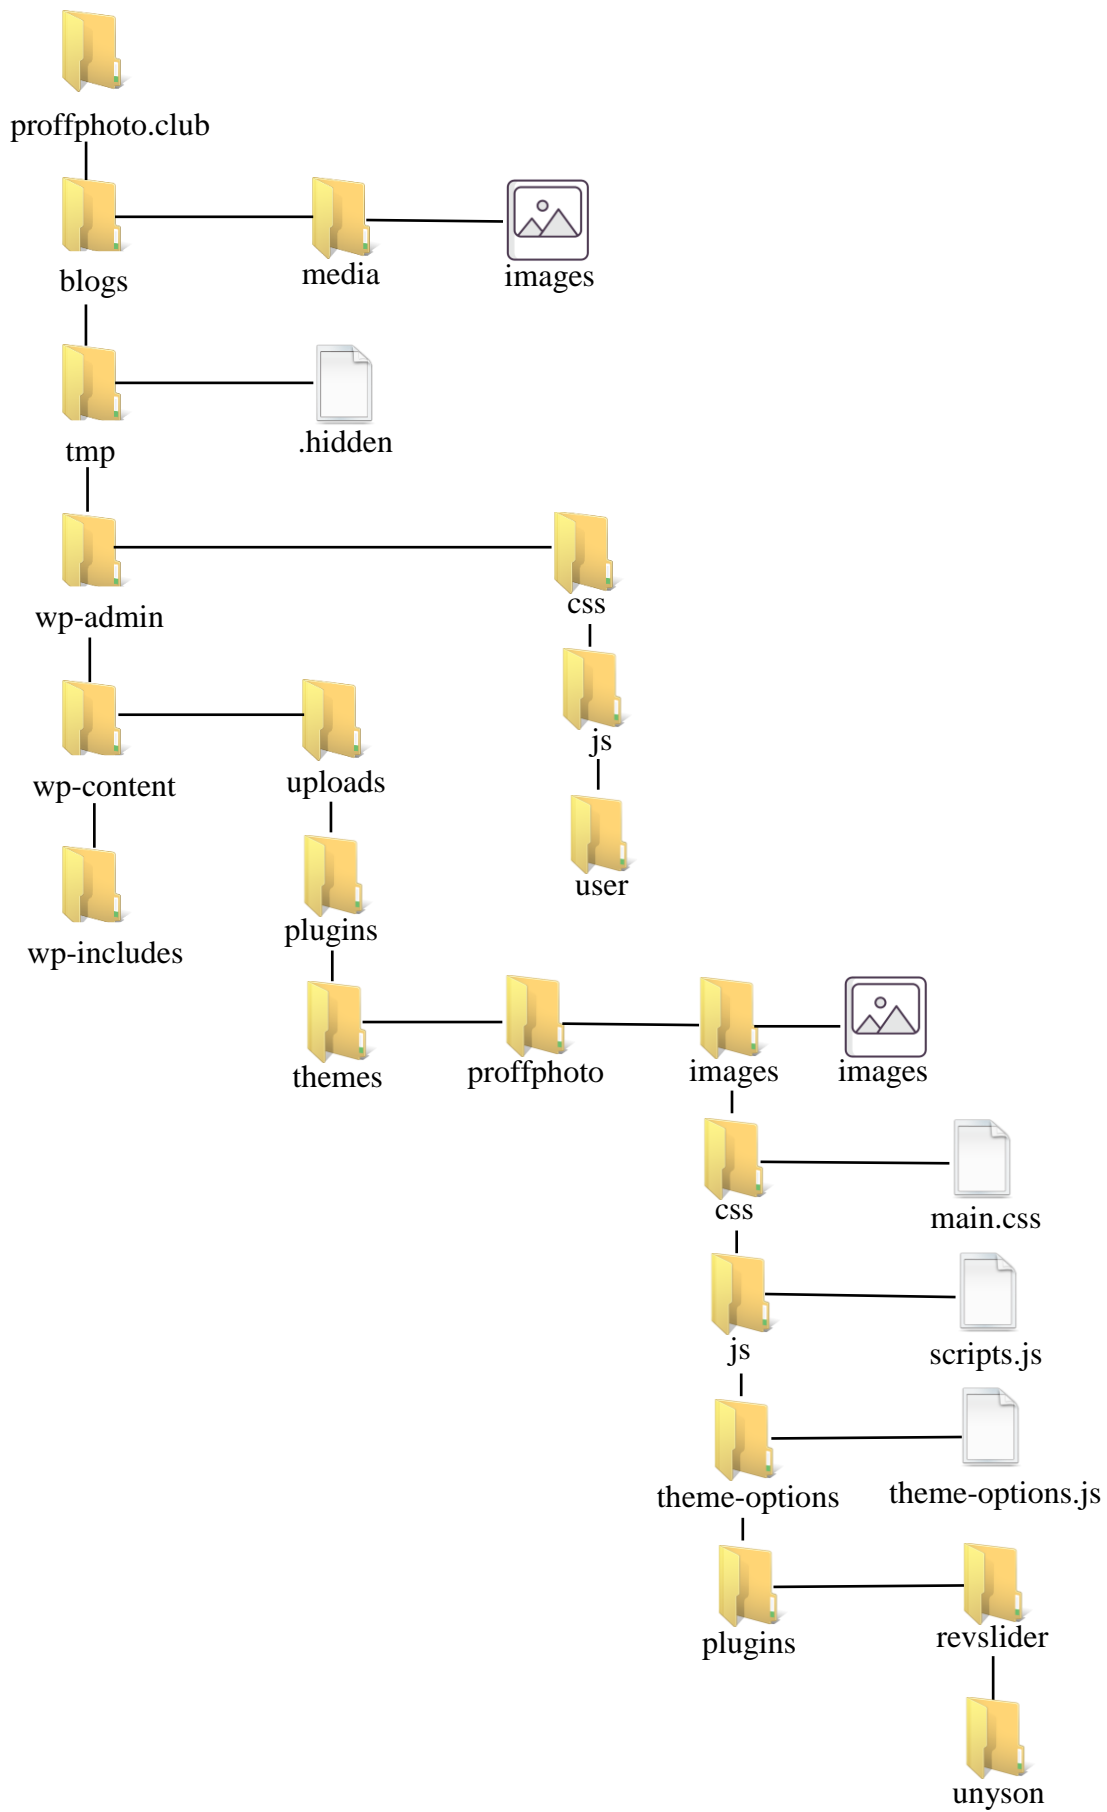 proffphoto.club
blogs
media
images
tmp
.hidden
wp-admin
css
js
wp-content
uploads
user
plugins
wp-includes
themes
proffphoto
images
images
css
main.css
js
scripts.js
theme-options
theme-options.js
plugins
revslider
unyson